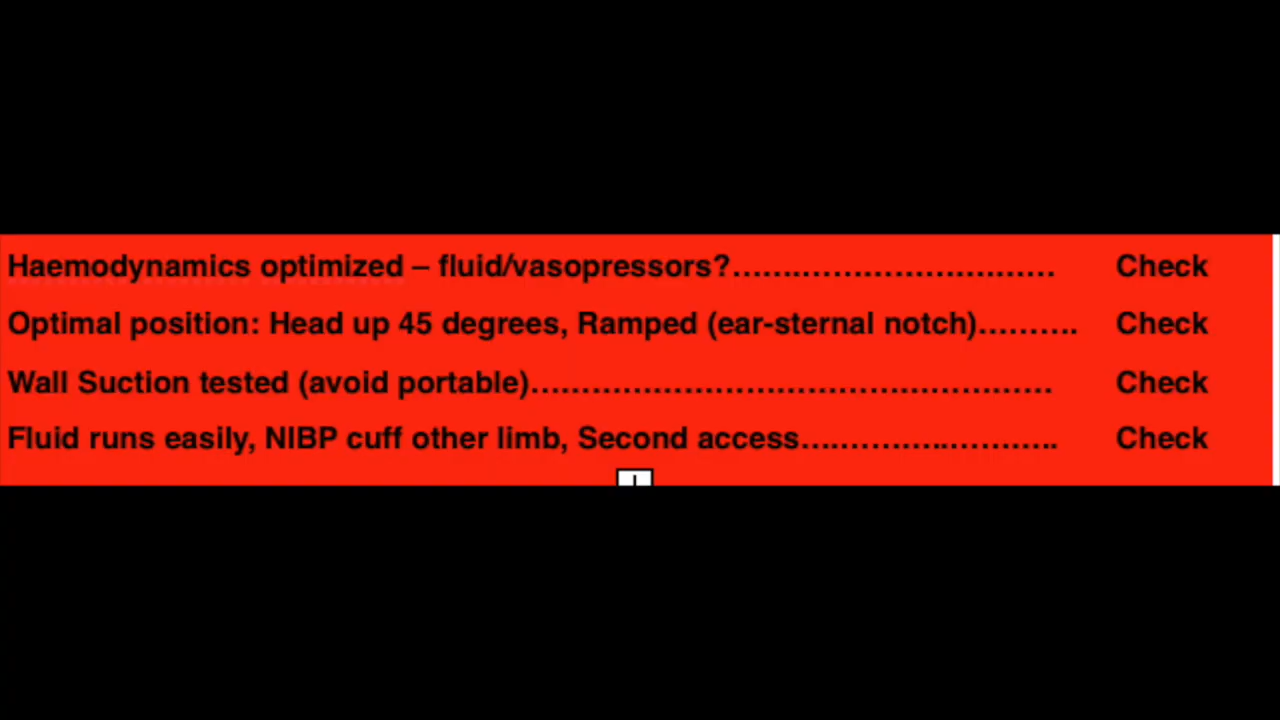 Haemodynamics optimized – fluid/vasopressors?................................... Check
Optimal position: Head up 45 degrees, Ramped (ear-sternal notch).......... Check
Wall Suction tested (avoid portable)......................................................... Check
Fluid runs easily, NIBP cuff other limb, Second access............................ Check